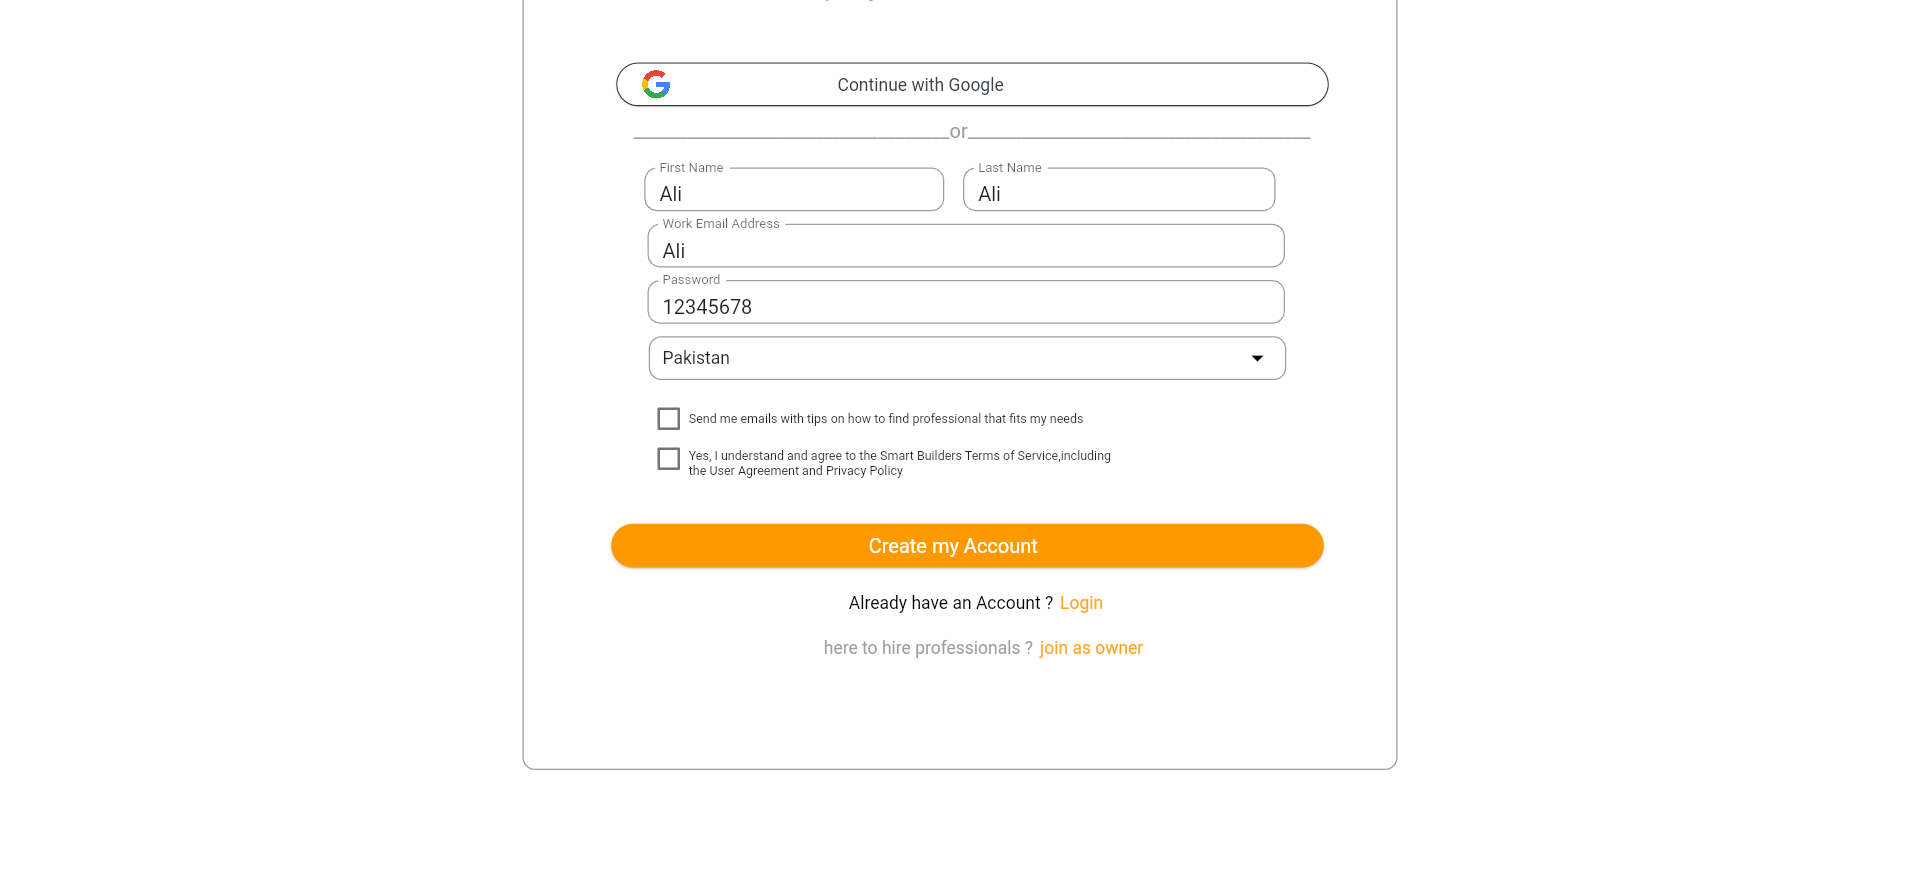 Continue with Google
or
First Name
Last Name
Ali
Ali
Work Email Address
Ali
Password
12345678
Pakistan
Send me emails with tips on how to find professional that fits my needs
Yes, I understand and agree to the Smart Builders Terms of Service,including
the User Agreement and Privacy Policy
Create my Account
Already have an Account ? Login
here to hire professionals ? join as owner